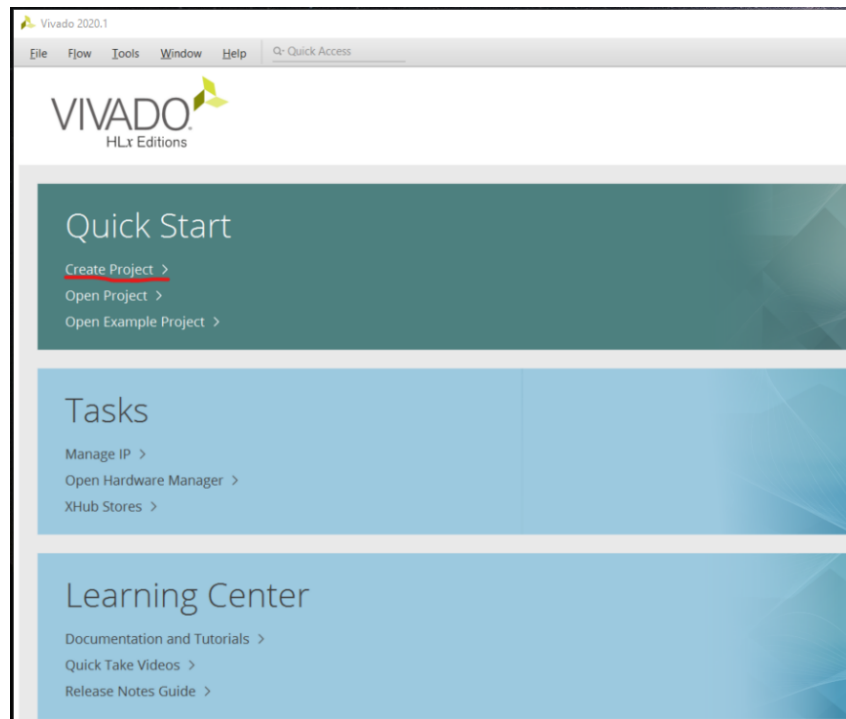 Vivado 2020.1
File Flow Tools Window Help Q- Quick Access
VIVADO.
HLx Editions
Quick Start
Create Project >
Open Project >
Open Example Project >
Tasks
Manage IP >
Open Hardware Manager >
XHub Stores >
Learning Center
Documentation and Tutorials >
Quick Take Videos >
Release Notes Guide >